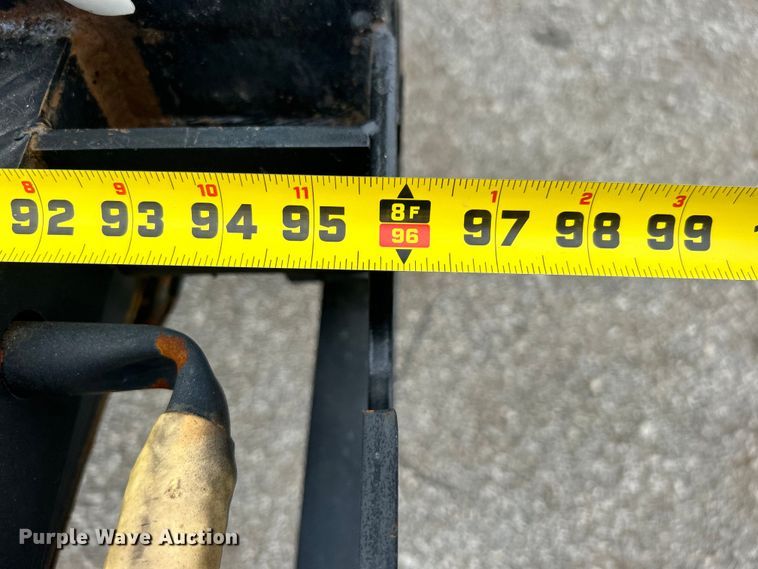 8 9 10 11 1 2 3
92 93 94 95 8F 97 98 99
96
Purple Wave Auction